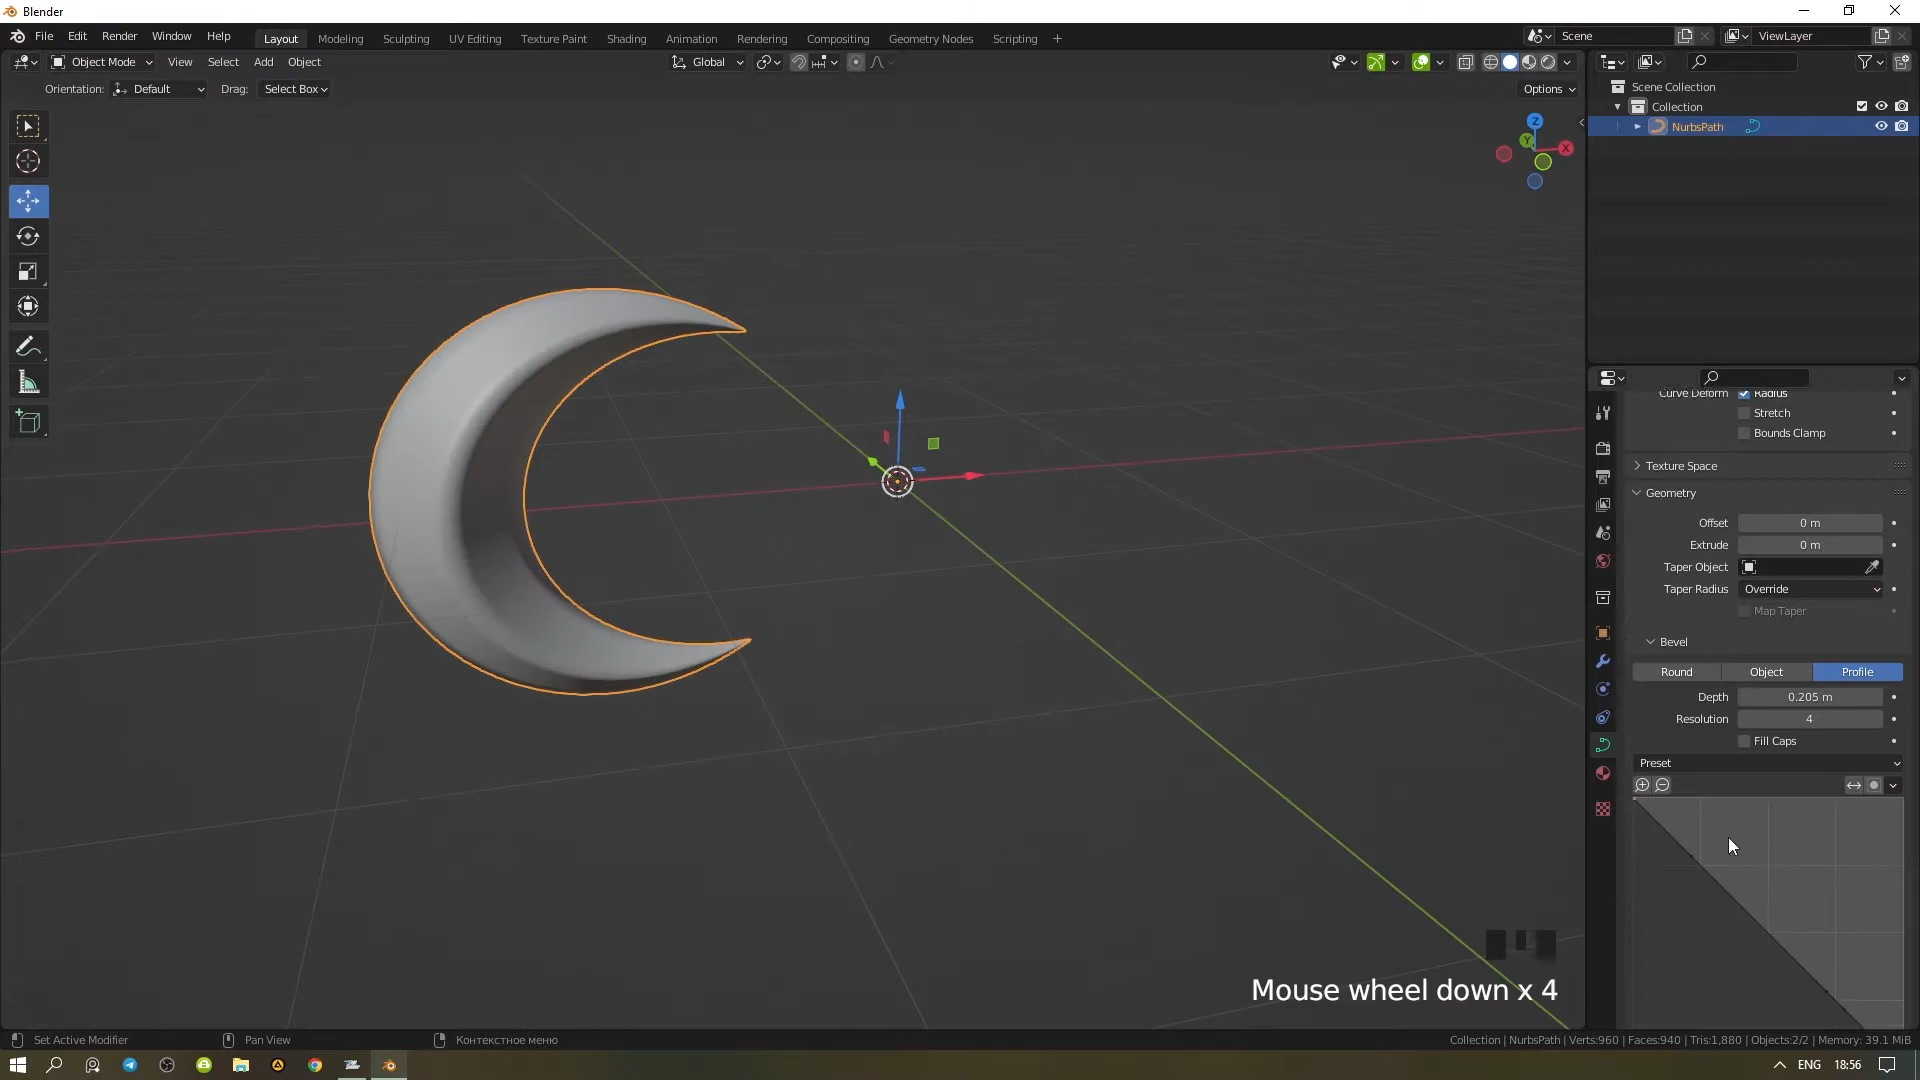 Blender
File Edit Render Window Help
Layout Modeling Sculpting UV Editing Texture Paint Shading Animation Rendering Compositing Geometry Nodes Scripting +
Scene
ViewLayer
Object Mode View Select Add Object
Global
Orientation: Default Drag: Select Box
Options
Scene Collection
Collection
NurbsPath
Z
Y
X
Curve Deform Radius
Stretch
Bounds Clamp
Texture Space
Geometry
Offset 0 m
Extrude 0 m
Taper Object
Taper Radius Override
Map Taper
Bevel
Round Object Profile
Depth 0.205 m
Resolution 4
Fill Caps
Preset
Mouse wheel down x 4
Set Active Modifier Pan View Контекстное меню
Collection | NurbsPath | Verts:960 | Faces:940 | Tris:1,880 | Objects:2/2 | Memory: 39.1 MiB
ENG 18:56